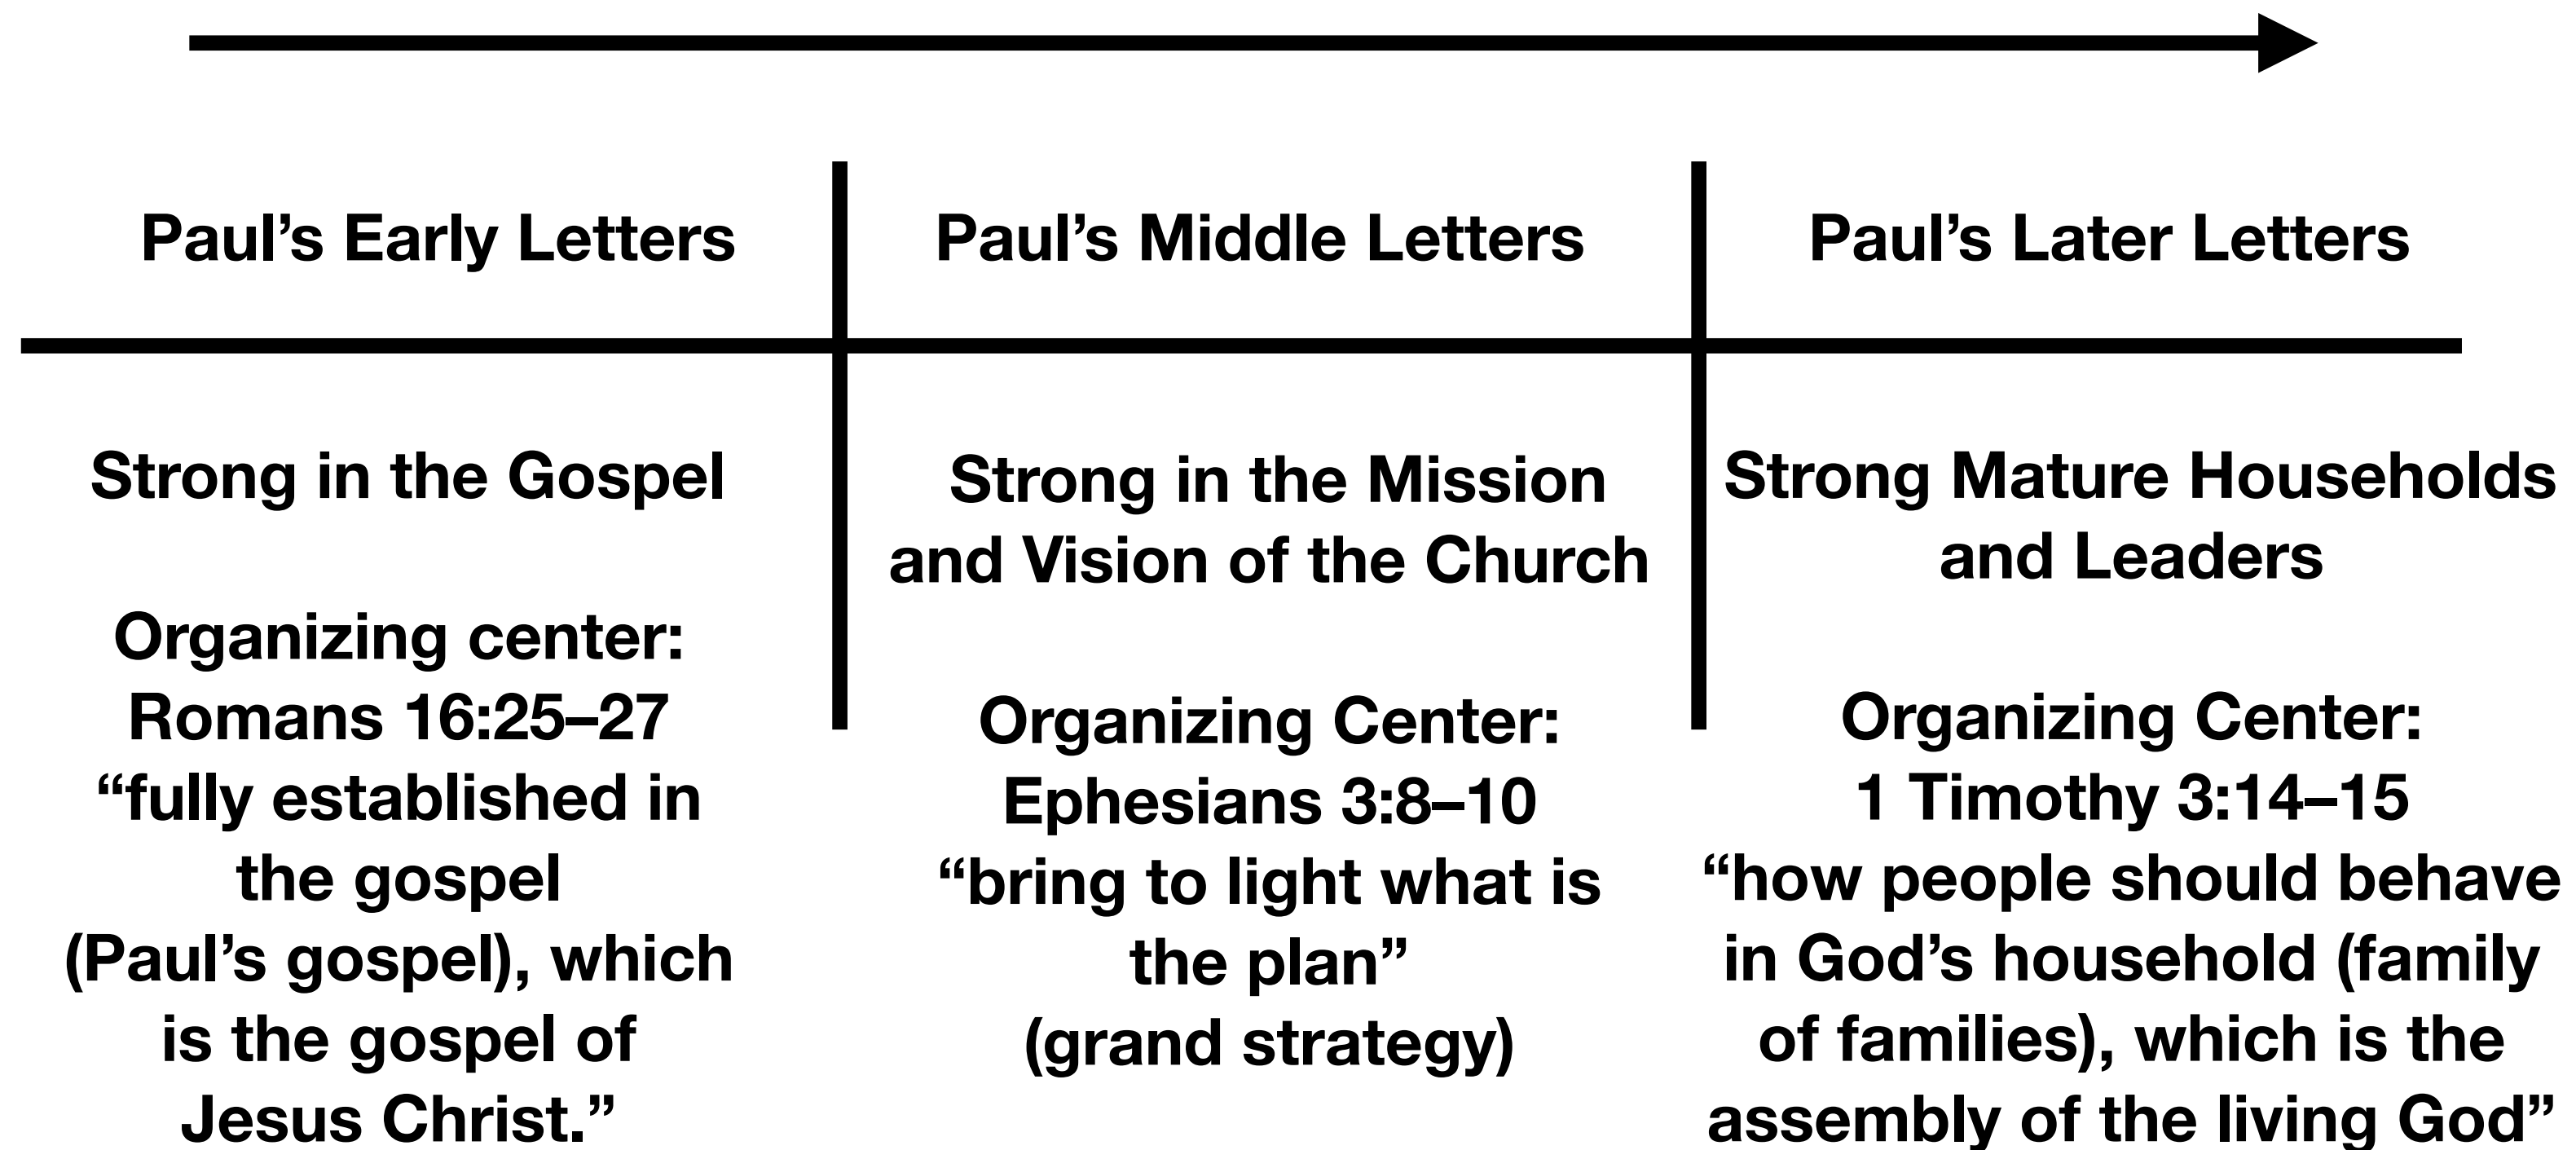 Paul’s Early Letters
Paul’s Middle Letters
Paul’s Later Letters
Strong in the Gospel
Organizing center:
Romans 16:25–27
“fully established in
the gospel
(Paul’s gospel), which
is the gospel of
Jesus Christ.”
Strong in the Mission
and Vision of the Church
Organizing Center:
Ephesians 3:8–10
“bring to light what is
the plan”
(grand strategy)
Strong Mature Households
and Leaders
Organizing Center:
1 Timothy 3:14–15
“how people should behave
in God’s household (family
of families), which is the
assembly of the living God”